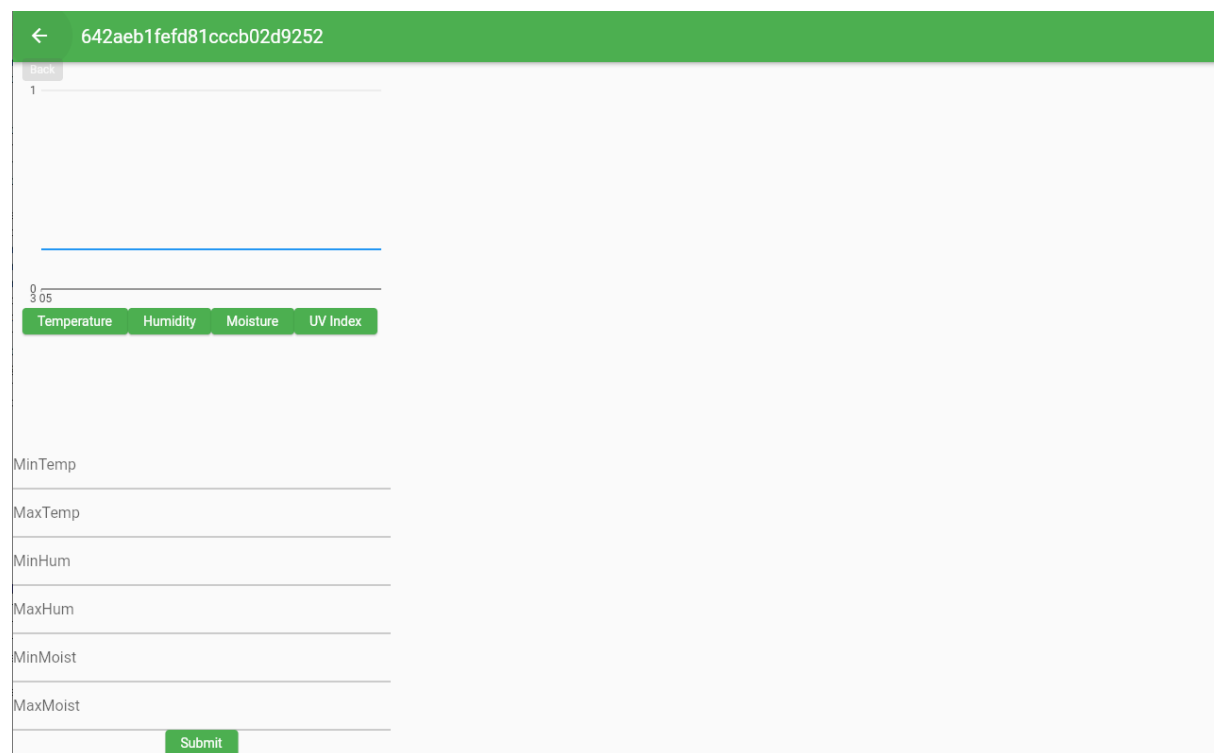 642aeb1fefd81cccb02d9252
Back
1
0
3 05
Temperature Humidity Moisture UV Index
MinTemp
MaxTemp
MinHum
MaxHum
MinMoist
MaxMoist
Submit